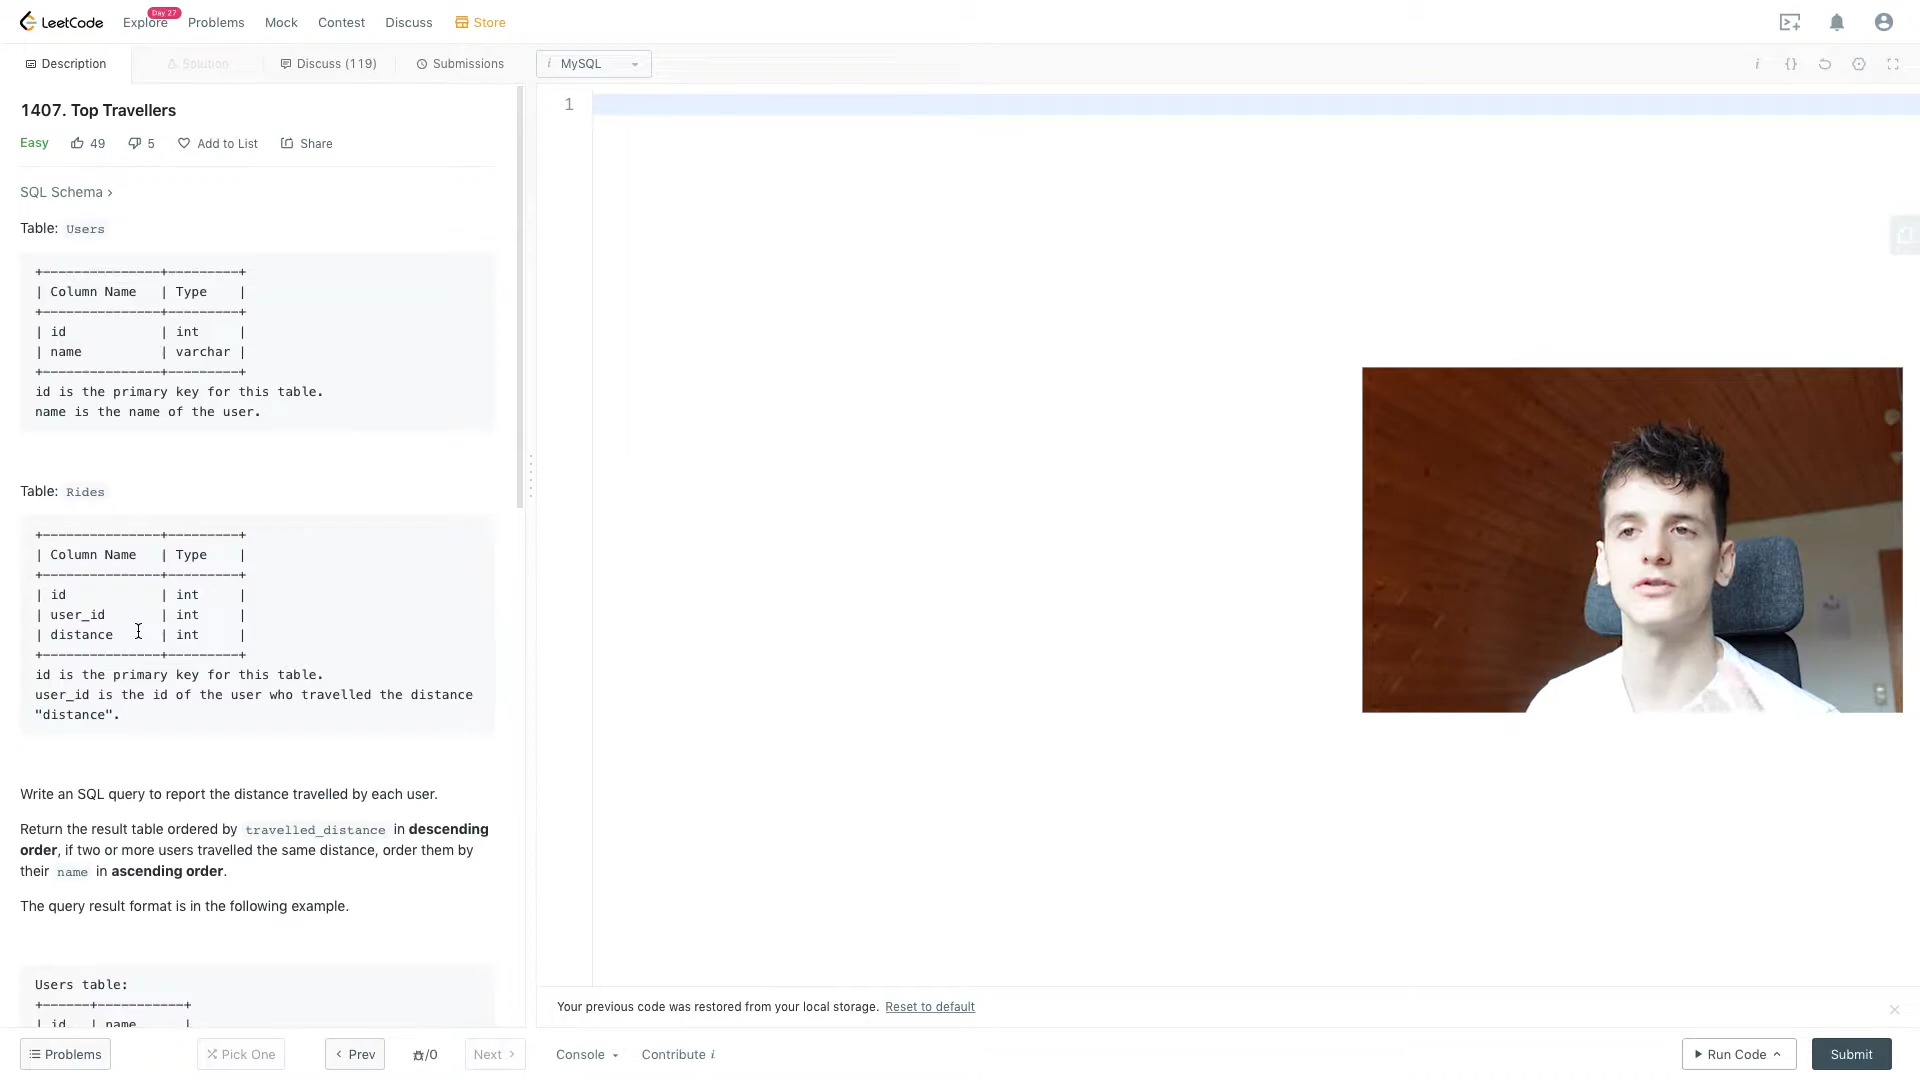 LeetCode Explore Day 27 Problems Mock Contest Discuss Store
Description Solution Discuss (119) Submissions i MySQL
1407. Top Travellers
Easy 49 5 Add to List Share
SQL Schema ›
Table: Users
+---------------+---------+
| Column Name   | Type    |
+---------------+---------+
| id            | int     |
| name          | varchar |
+---------------+---------+
id is the primary key for this table.
name is the name of the user.
Table: Rides
+---------------+---------+
| Column Name   | Type    |
+---------------+---------+
| id            | int     |
| user_id       | int     |
| distance      | int     |
+---------------+---------+
id is the primary key for this table.
user_id is the id of the user who travelled the distance
"distance".
Write an SQL query to report the distance travelled by each user.
Return the result table ordered by travelled_distance in descending
order, if two or more users travelled the same distance, order them by
their name in ascending order.
The query result format is in the following example.
Users table:
+------+-----------+
| id   | name      |
1
Your previous code was restored from your local storage. Reset to default
Problems Pick One ‹ Prev /0 Next › Console Contribute i Run Code Submit